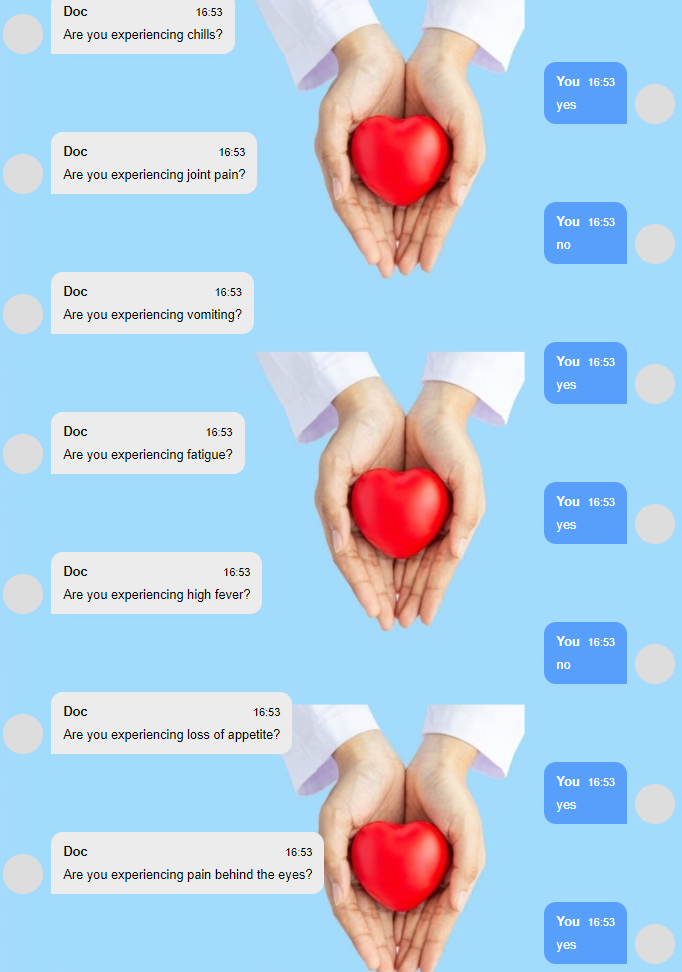 Doc 16:53
Are you experiencing chills?
You 16:53
yes
Doc 16:53
Are you experiencing joint pain?
You 16:53
no
Doc 16:53
Are you experiencing vomiting?
You 16:53
yes
Doc 16:53
Are you experiencing fatigue?
You 16:53
yes
Doc 16:53
Are you experiencing high fever?
You 16:53
no
Doc 16:53
Are you experiencing loss of appetite?
You 16:53
yes
Doc 16:53
Are you experiencing pain behind the eyes?
You 16:53
yes